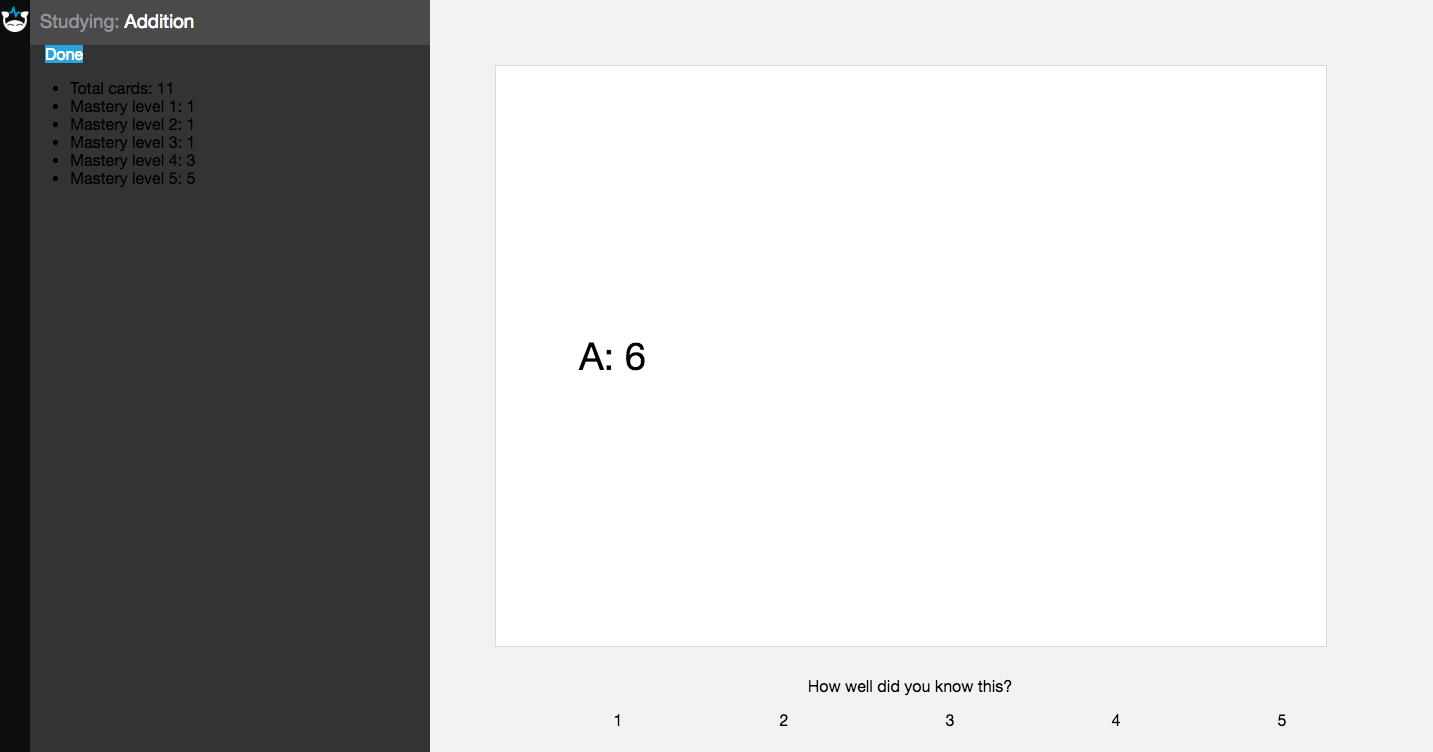 Studying: Addition
Done
Total cards: 11
Mastery level 1: 1
Mastery level 2: 1
Mastery level 3: 1
Mastery level 4: 3
Mastery level 5: 5
A: 6
How well did you know this?
1 2 3 4 5